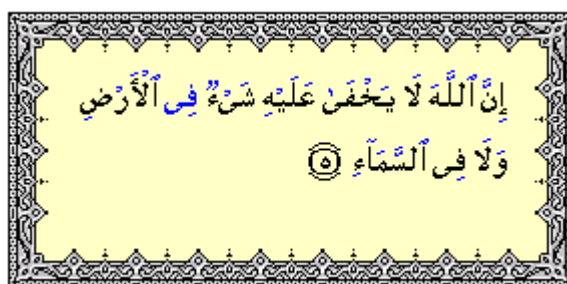 إِنَّ ٱللَّهَ لَا يَخْفَىٰ عَلَيْهِ شَىْءٌ فِى ٱلْأَرْضِ
وَلَا فِى ٱلسَّمَآءِ ۝٥